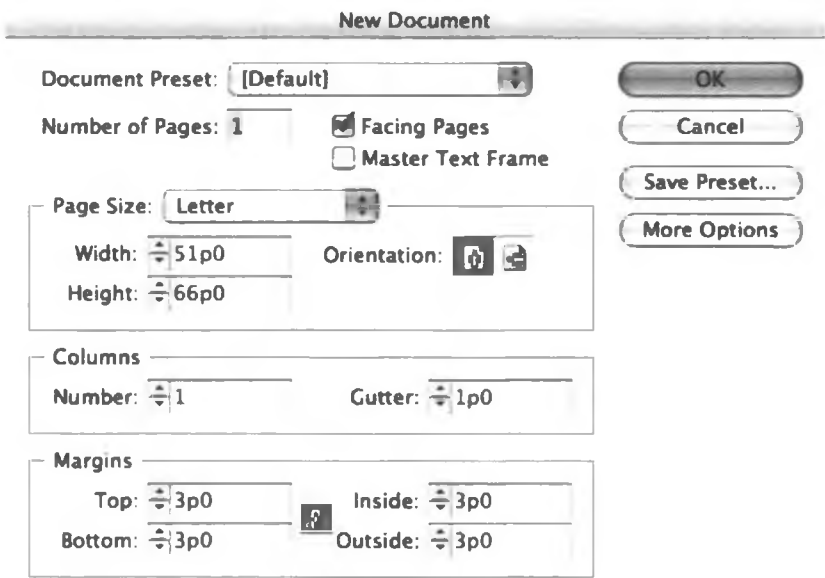 New Document
Document Preset: [Default]
OK
Number of Pages: 1
Facing Pages
Cancel
Master Text Frame
Save Preset...
Page Size: Letter
More Options
Width: 51p0
Orientation:
Height: 66p0
Columns
Number: 1
Gutter: 1p0
Margins
Top: 3p0
Inside: 3p0
Bottom: 3p0
Outside: 3p0